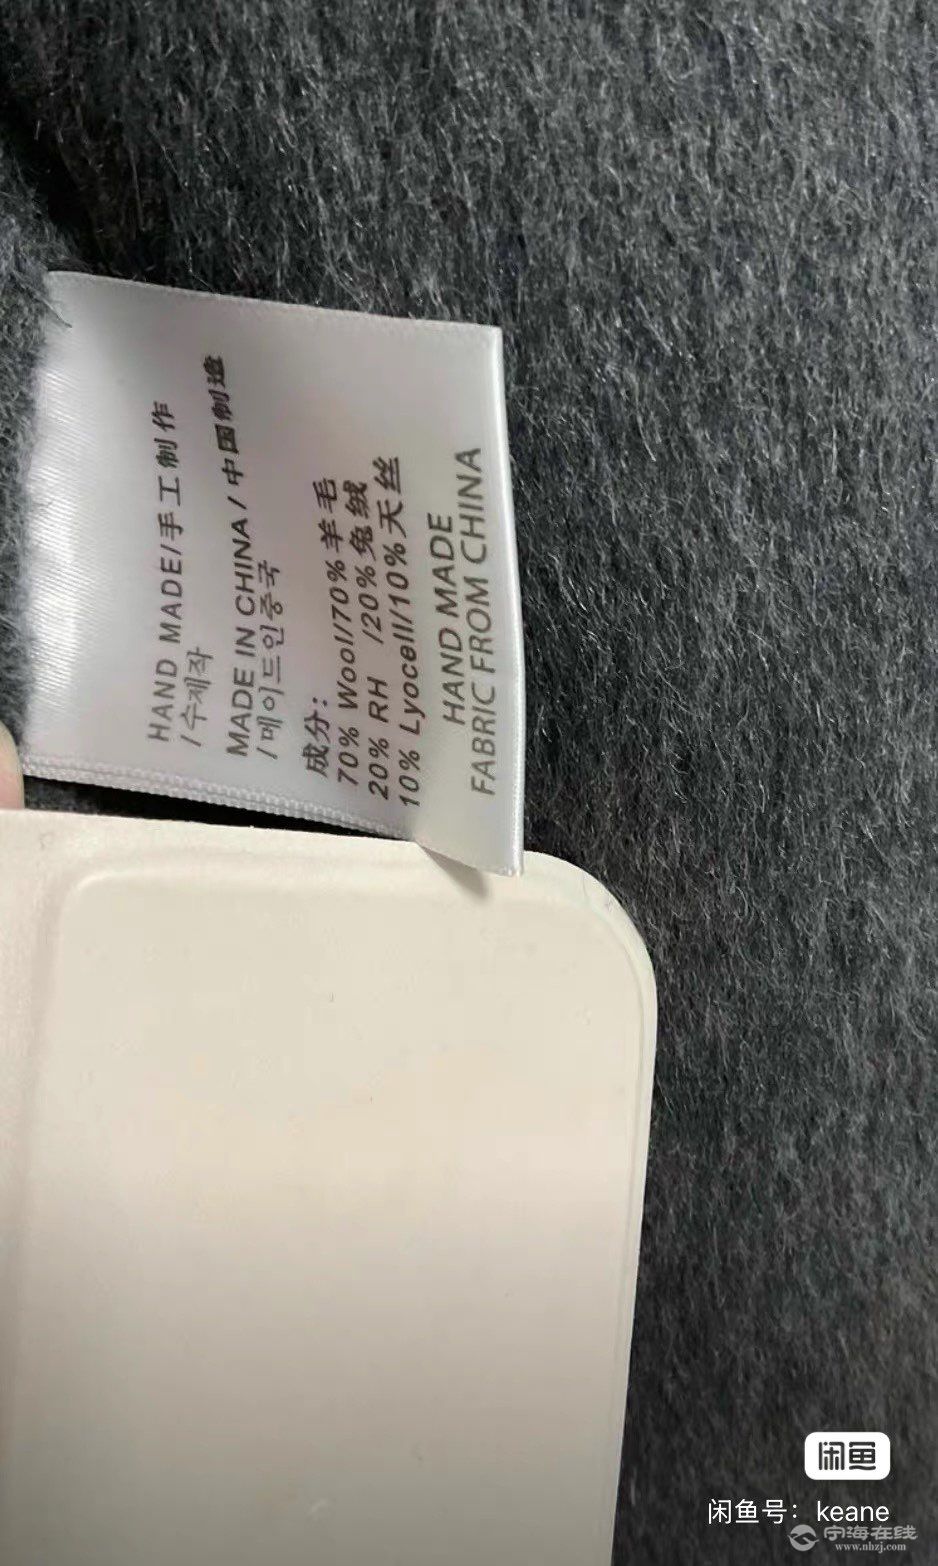 HAND MADE/手工制作
/수제작
MADE IN CHINA / 中国制造
/메이드인중국
成分：
70% Wool/70%羊毛
20% RH /20%兔绒
10% Lyocell/10%天丝
HAND MADE
FABRIC FROM CHINA
闲鱼
闲鱼号：keane
宁海在线
www.nhzj.com